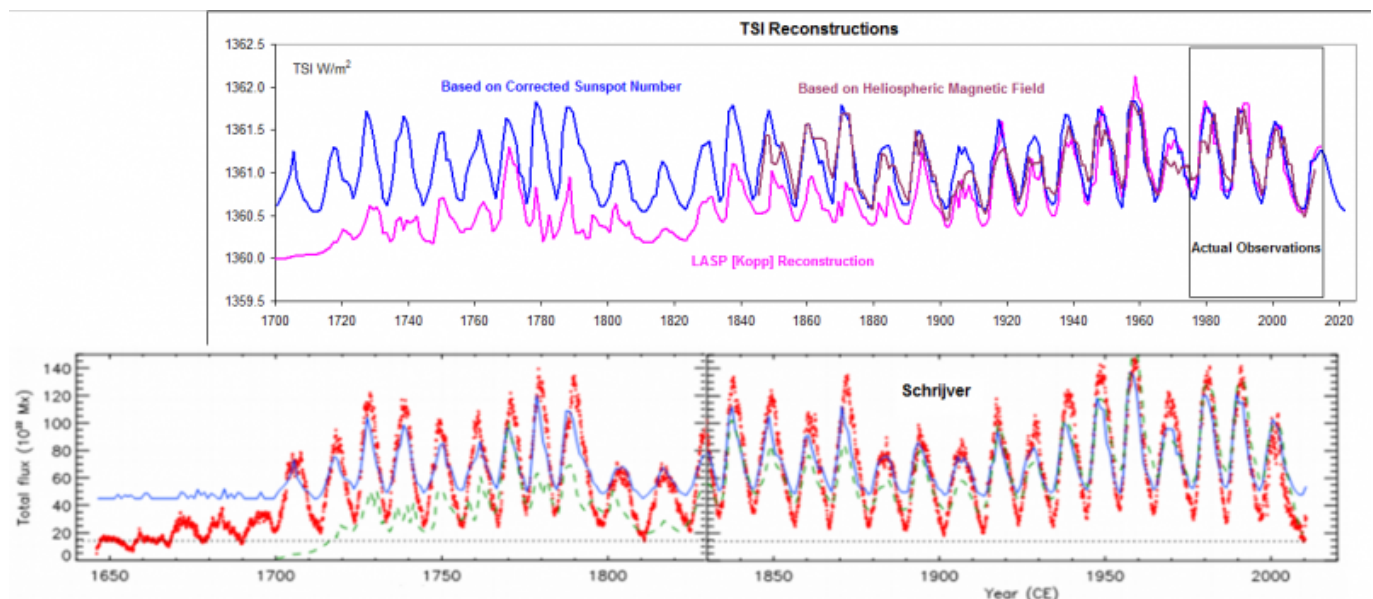 TSI Reconstructions
1362.5
TSI W/m²
1362.0
Based on Corrected Sunspot Number
Based on Heliospheric Magnetic Field
1361.5
1361.0
1360.5
1360.0
LASP [Kopp] Reconstruction
Actual Observations
1359.5
1700 1720 1740 1760 1780 1800 1820 1840 1860 1880 1900 1920 1940 1960 1980 2000 2020
140
Schrijver
120
100
80
60
40
20
0
Total flux (10²² Mx)
1650 1700 1750 1800 1850 1900 1950 2000
Year (CE)